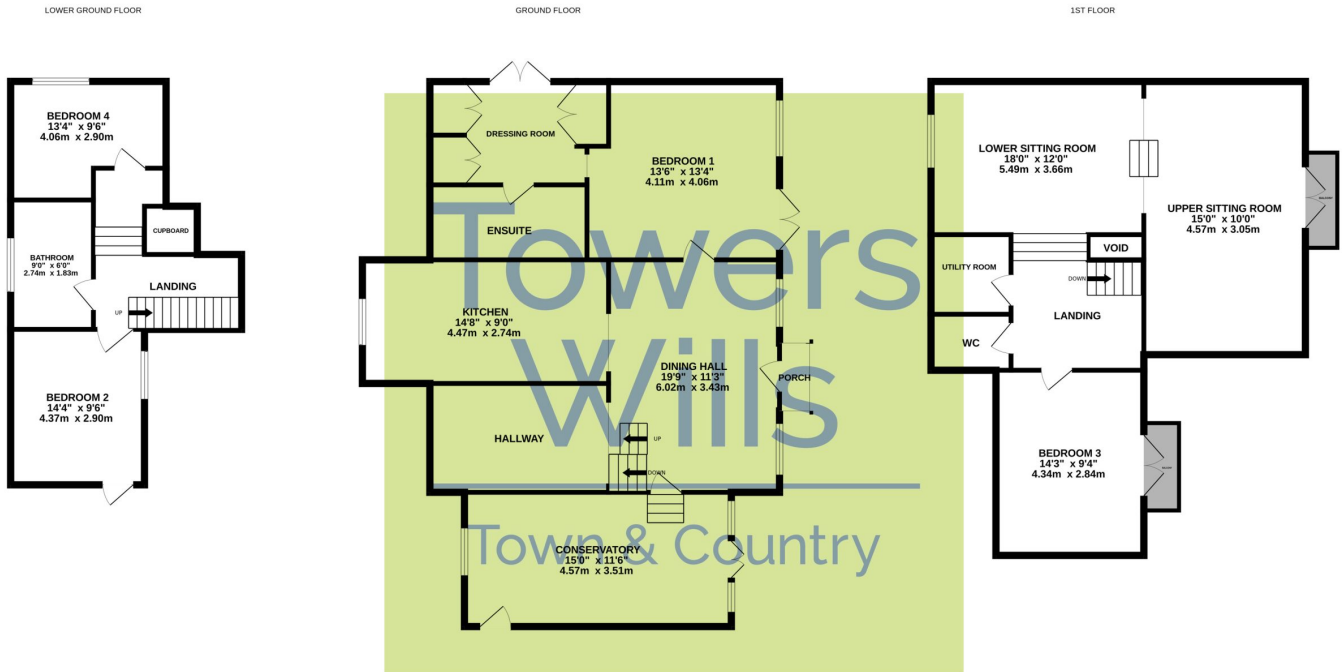 LOWER GROUND FLOOR
BEDROOM 4
13'4" x 9'6"
4.06m x 2.90m
CUPBOARD
BATHROOM
9'0" x 6'0"
2.74m x 1.83m
LANDING
UP
BEDROOM 2
14'4" x 9'6"
4.37m x 2.90m
GROUND FLOOR
DRESSING ROOM
BEDROOM 1
13'6" x 13'4"
4.11m x 4.06m
ENSUITE
KITCHEN
14'8" x 9'0"
4.47m x 2.74m
DINING HALL
19'9" x 11'3"
6.02m x 3.43m
PORCH
HALLWAY
UP
DOWN
CONSERVATORY
15'0" x 11'6"
4.57m x 3.51m
Towers
Wills
Town & Country
1ST FLOOR
LOWER SITTING ROOM
18'0" x 12'0"
5.49m x 3.66m
UPPER SITTING ROOM
15'0" x 10'0"
4.57m x 3.05m
VOID
UTILITY ROOM
DOWN
LANDING
WC
BEDROOM 3
14'3" x 9'4"
4.34m x 2.84m